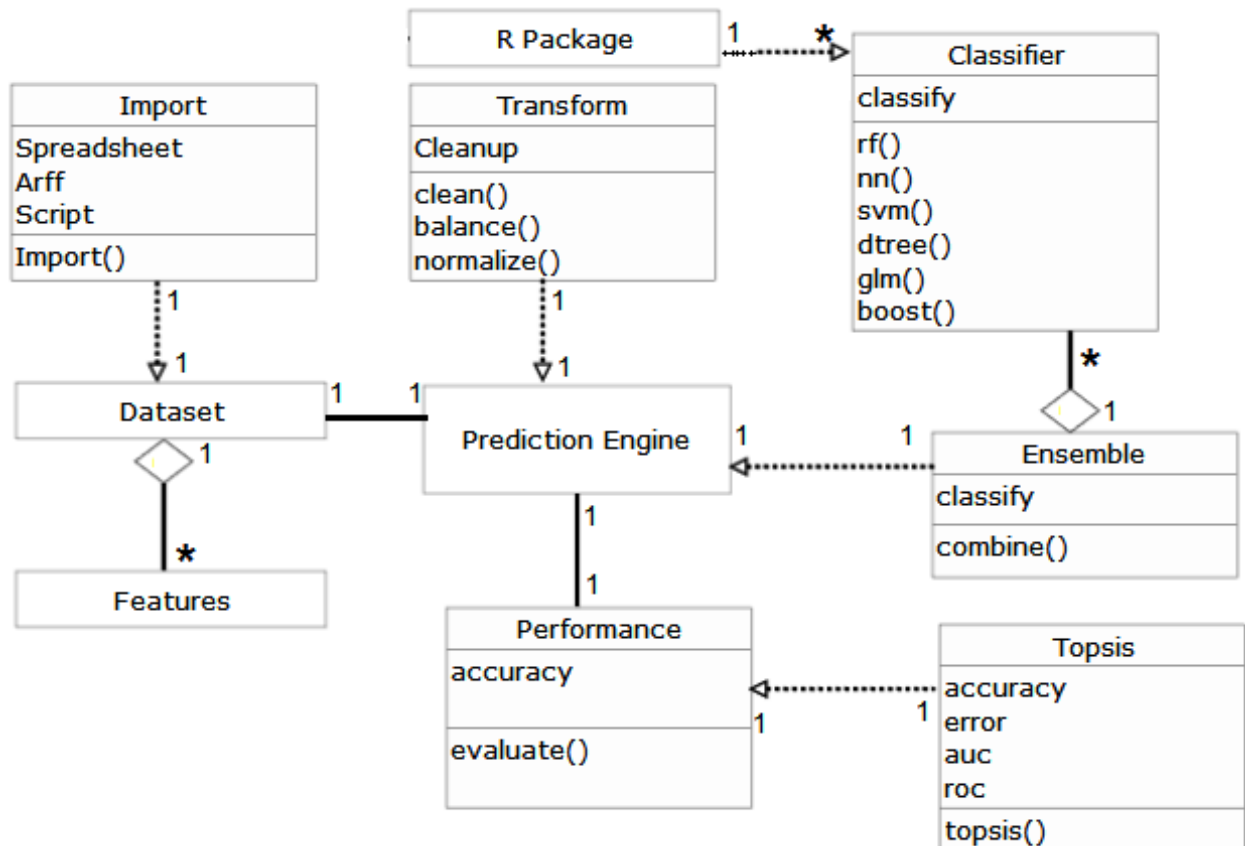 R Package
1
*
Classifier
classify
rf()
nn()
svm()
dtree()
glm()
boost()
Import
Spreadsheet
Arff
Script
Import()
Transform
Cleanup
clean()
balance()
normalize()
1
1
1
1
*
1
Dataset
1
1
1
Prediction Engine
1
1
Ensemble
classify
combine()
*
Features
1
1
Performance
accuracy
evaluate()
1
1
Topsis
accuracy
error
auc
roc
topsis()